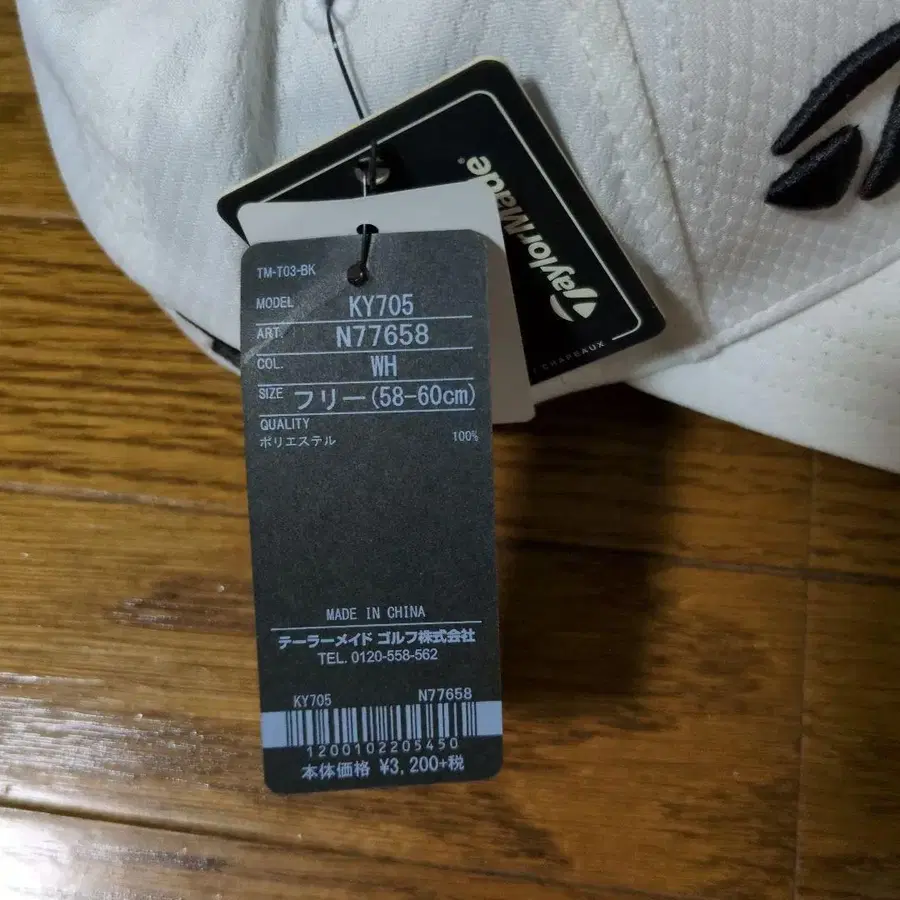 TaylorMade®
CHAPEAUX
TM-T03-BK
MODEL KY705
ART. N77658
COL. WH
SIZE フリー(58-60cm)
QUALITY
ポリエステル 100%
MADE IN CHINA
テーラーメイド ゴルフ株式会社
TEL. 0120-558-562
KY705 N77658
1200102205450
本体価格 ¥3,200+税